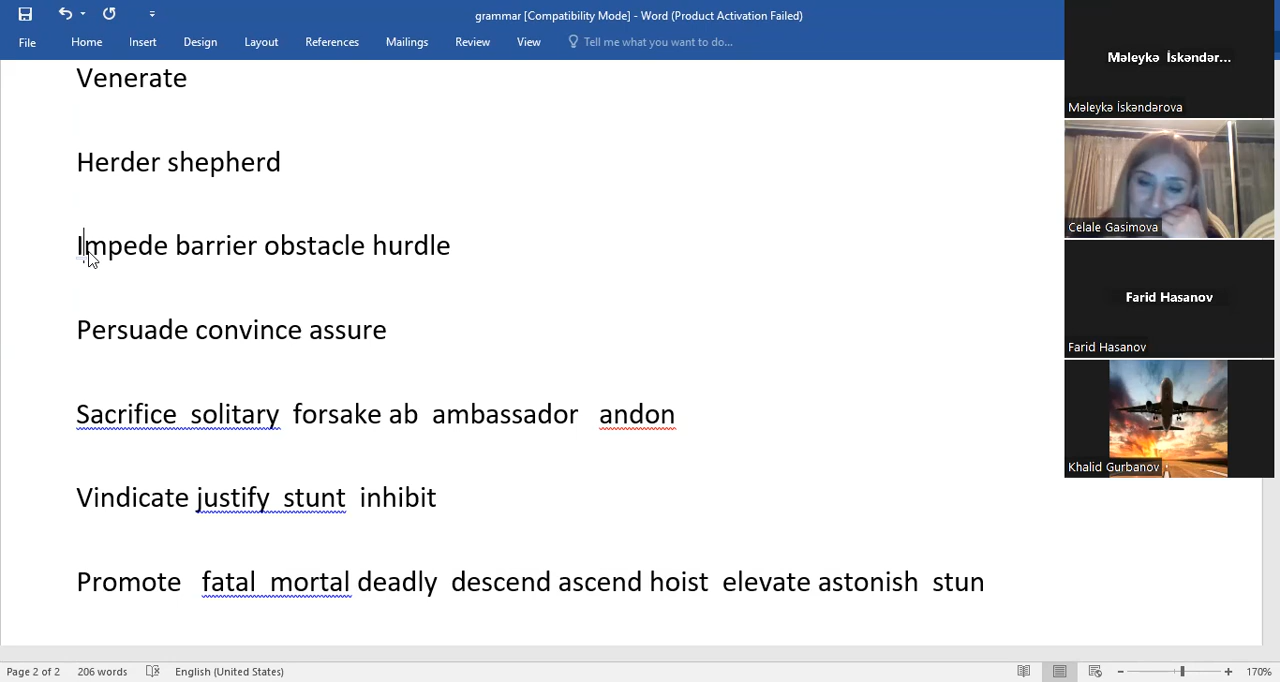 grammar [Compatibility Mode] - Word (Product Activation Failed)
File Home Insert Design Layout References Mailings Review View Tell me what you want to do...
Venerate
Herder shepherd
Impede barrier obstacle hurdle
Persuade convince assure
Sacrifice solitary forsake ab ambassador andon
Vindicate justify stunt inhibit
Promote fatal mortal deadly descend ascend hoist elevate astonish stun
Məleykə İskəndər...
Məleykə İskəndərova
Celale Gasimova
Farid Hasanov
Farid Hasanov
Khalid Gurbanov
Page 2 of 2 206 words English (United States) 170%